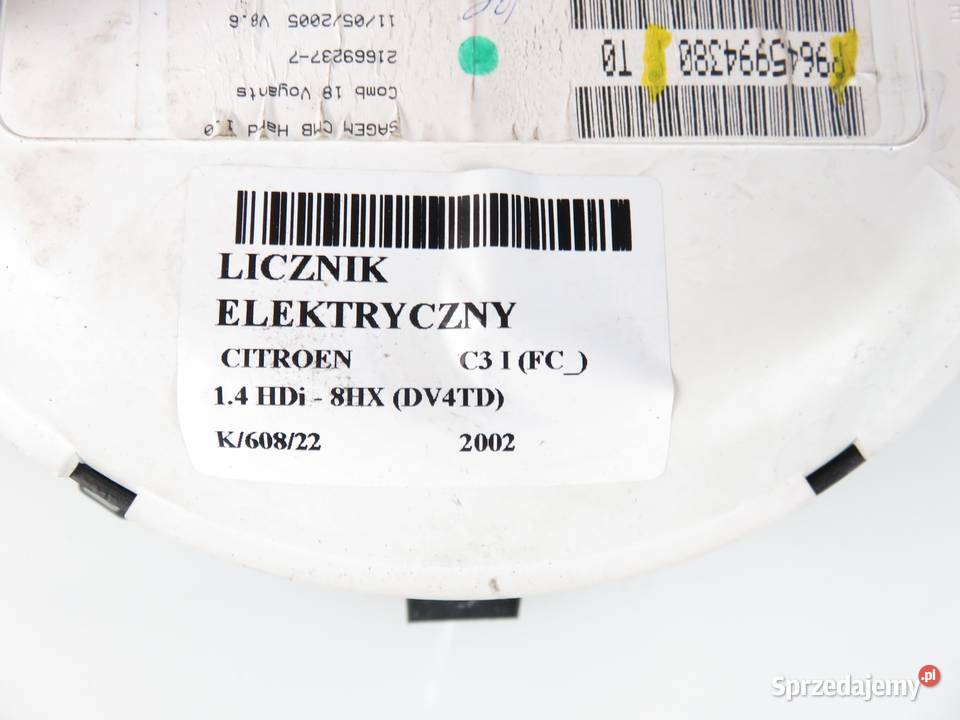 SAGEM CMB Hard 1.0
Comb 18 Voyants
21669237-7
11/05/2005 V8.6
P9645994380 T0
LICZNIK
ELEKTRYCZNY
CITROEN C3 I (FC_)
1.4 HDi - 8HX (DV4TD)
K/608/22 2002
Sprzedajemy.pl